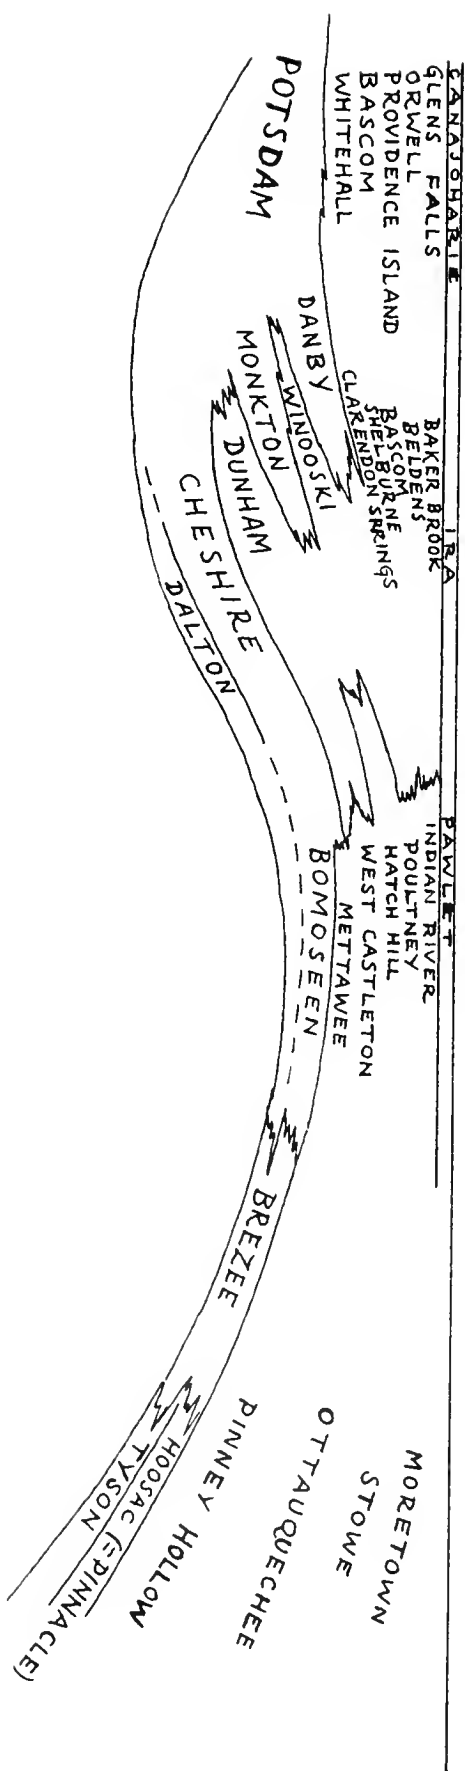 CANAJOHARIE
GLENS FALLS
ORWELL
PROVIDENCE ISLAND
BASCOM
WHITEHALL
POTSDAM
IRA
BAKER BROOK
BELDENS
BASCOM
SHELBURNE
CLARENDON SPRINGS
DANBY
WINOOSKI
MONKTON
DUNHAM
CHESHIRE
DALTON
PAWLET
INDIAN RIVER
POULTNEY
HATCH HILL
WEST CASTLETON
METTAWEE
BOMOSEEN
BREZEE
MORETOWN
STOWE
OTTAUQUECHEE
PINNEY HOLLOW
HOOSAC (=PINNACLE)
TYSON